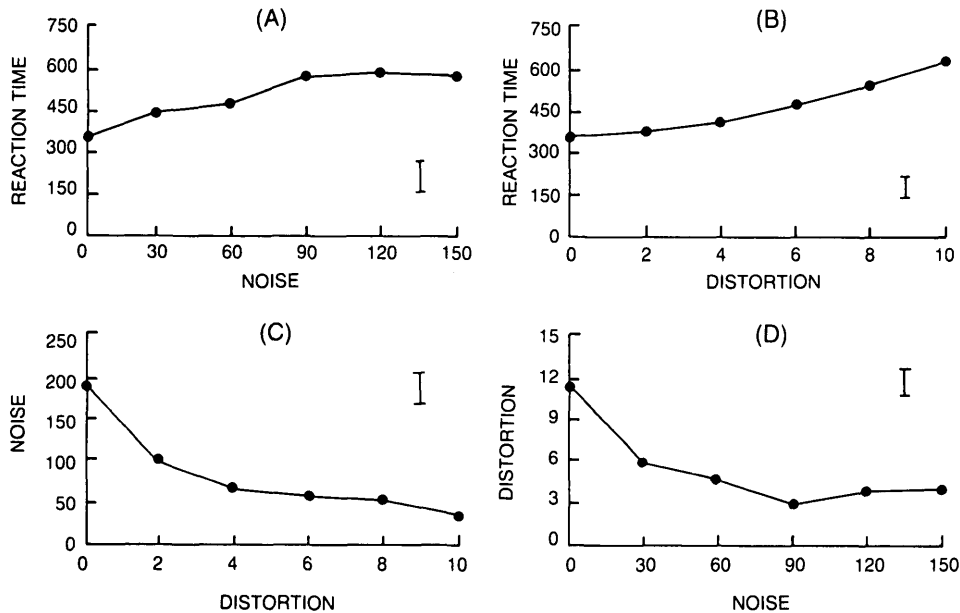 (A)
REACTION TIME
750
600
450
300
150
0
0 30 60 90 120 150
NOISE
(B)
REACTION TIME
750
600
450
300
150
0
0 2 4 6 8 10
DISTORTION
(C)
NOISE
250
200
150
100
50
0
0 2 4 6 8 10
DISTORTION
(D)
DISTORTION
15
12
9
6
3
0
0 30 60 90 120 150
NOISE